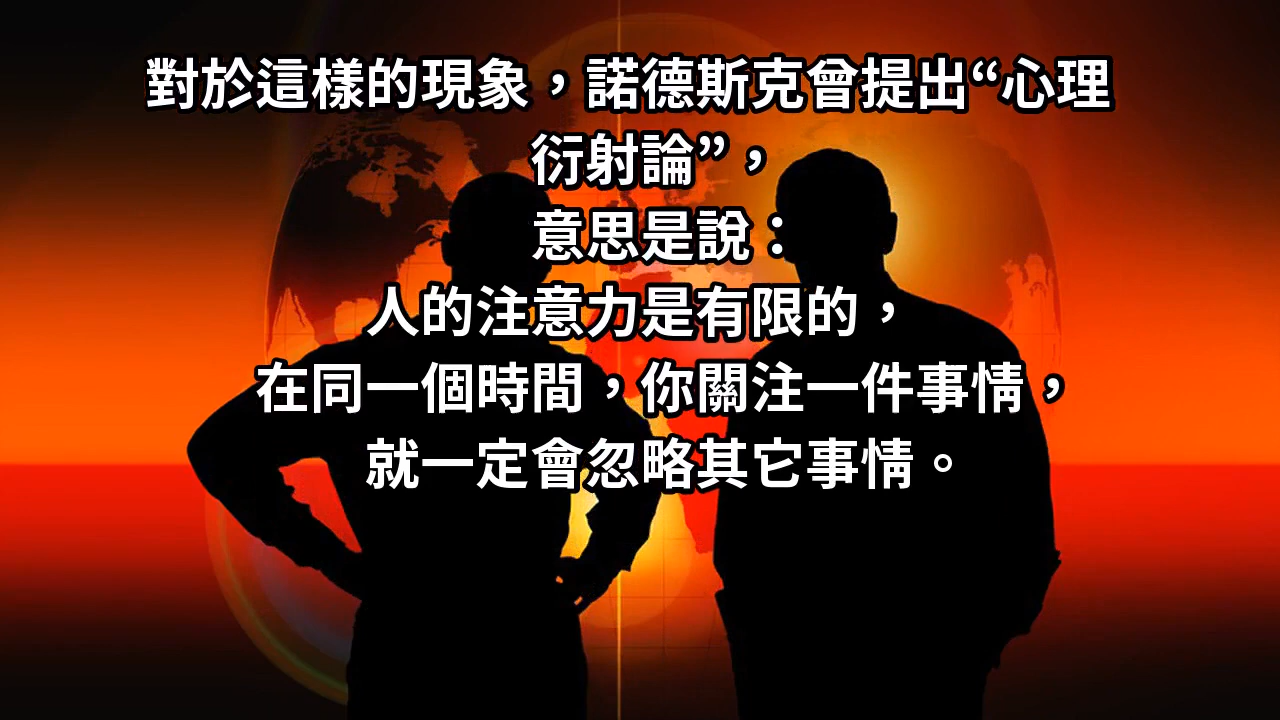 對於這樣的現象，諾德斯克曾提出“心理
衍射論”，
意思是說：
人的注意力是有限的，
在同一個時間，你關注一件事情，
就一定會忽略其它事情。